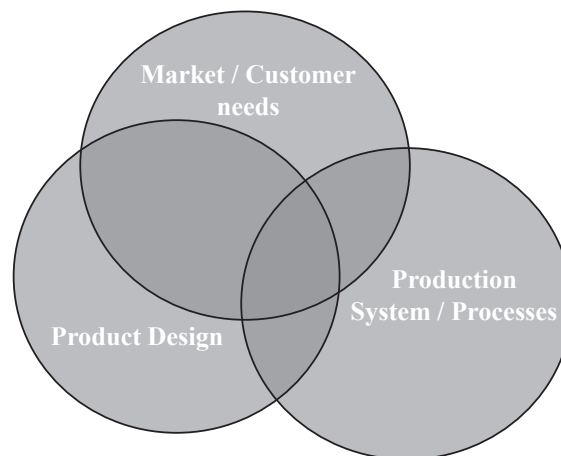 Market / Customer
needs
Production
System / Processes
Product Design